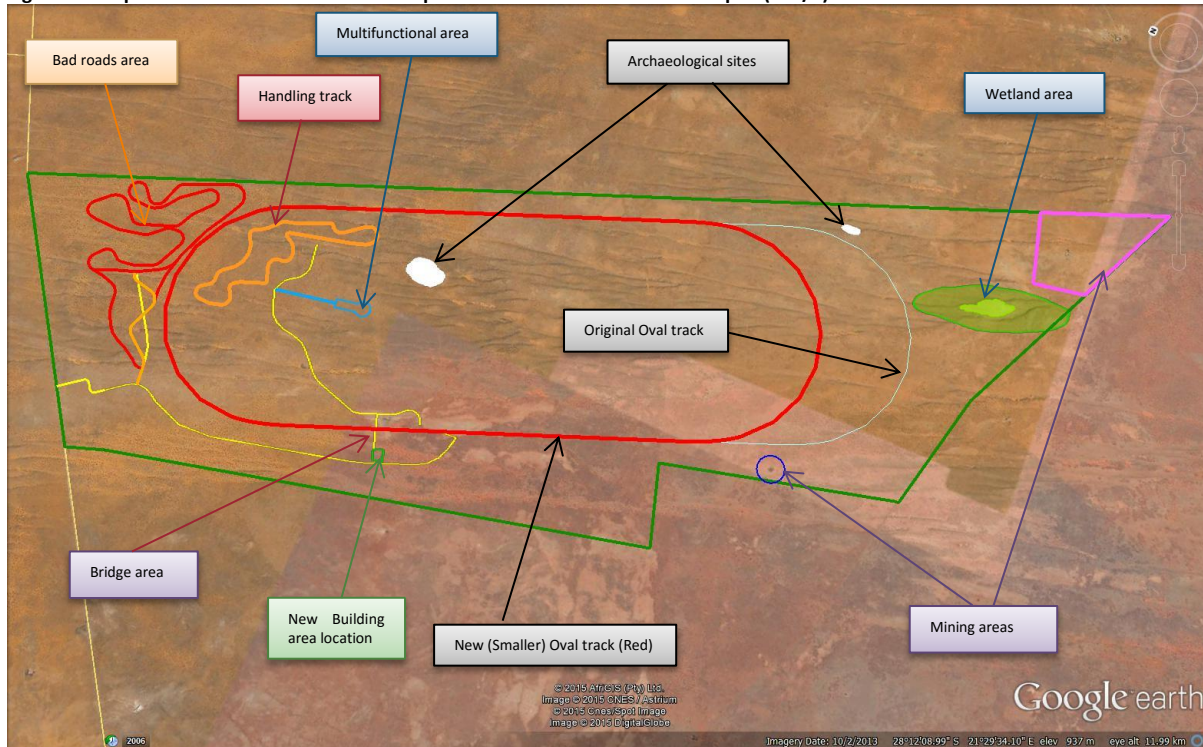 Multifunctional area
Bad roads area
Archaeological sites
Handling track
Wetland area
Original Oval track
Bridge area
New Building
area location
New (Smaller) Oval track (Red)
Mining areas
© 2015 AfriGIS (Pty) Ltd.
Image © 2015 CNES / Astrium
© 2015 Cnes/Spot Image
Image © 2015 DigitalGlobe
Google earth
2006
Imagery Date: 10/2/2013 28°12'08.99" S 21°29'34.10" E elev 937 m eye alt 11.99 km
N